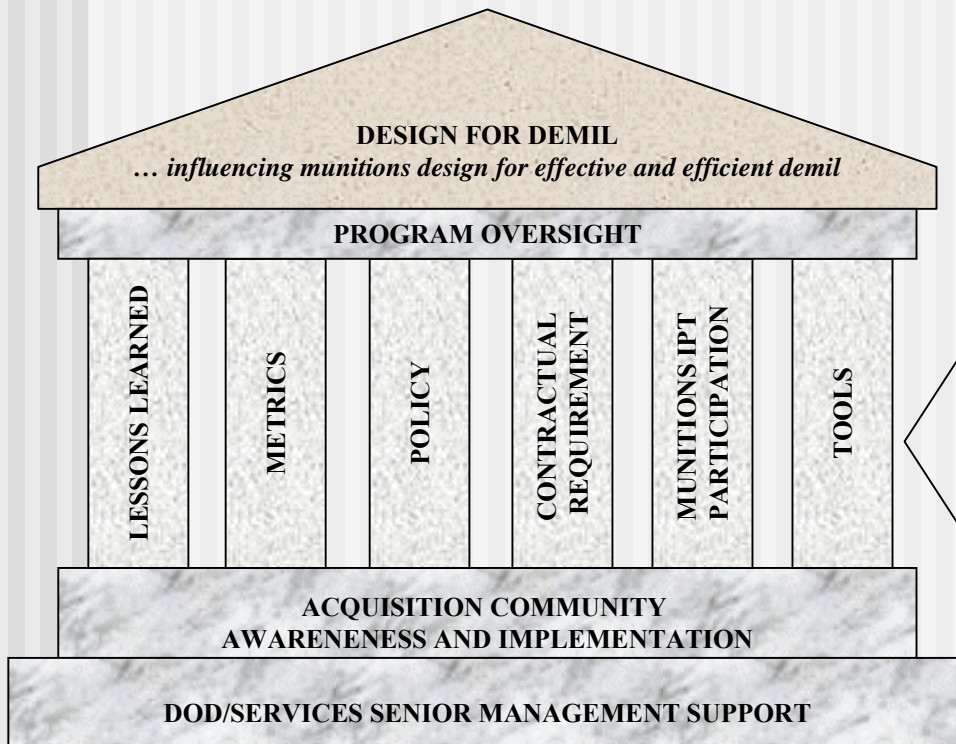 DESIGN FOR DEMIL
… influencing munitions design for effective and efficient demil
PROGRAM OVERSIGHT
LESSONS LEARNED
METRICS
POLICY
CONTRACTUAL
REQUIREMENT
MUNITIONS IPT
PARTICIPATION
TOOLS
ACQUISITION COMMUNITY
AWARENENESS AND IMPLEMENTATION
DOD/SERVICES SENIOR MANAGEMENT SUPPORT